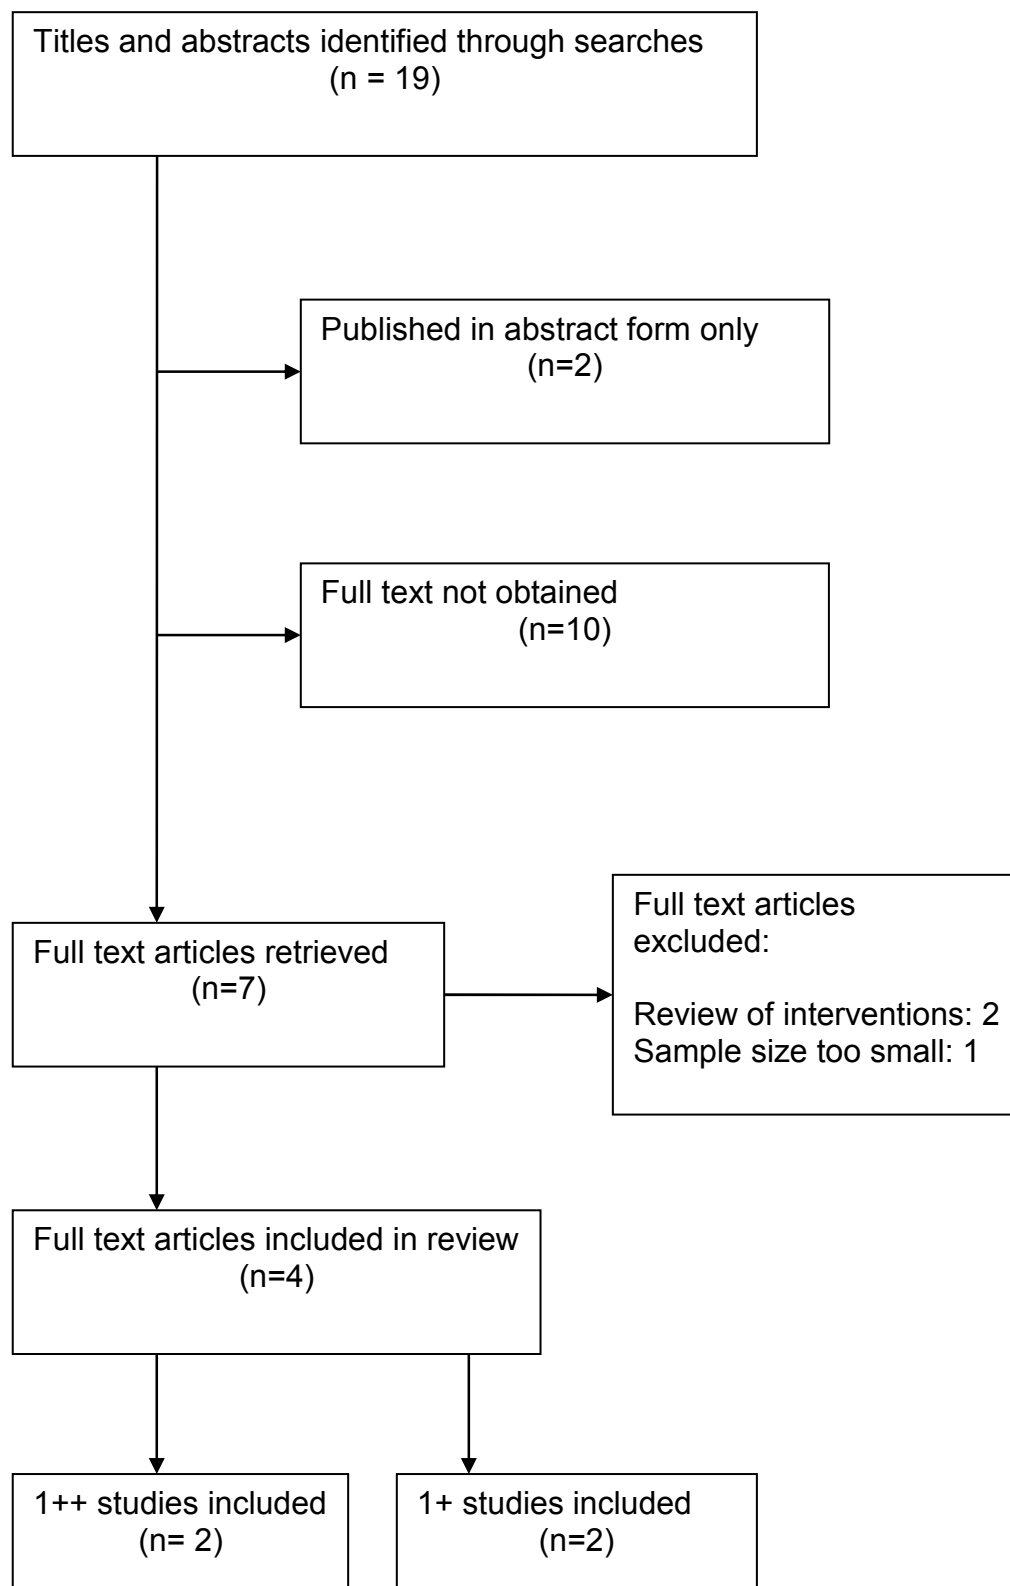 Titles and abstracts identified through searches
(n = 19)
Published in abstract form only
(n=2)
Full text not obtained
(n=10)
Full text articles retrieved
(n=7)
Full text articles
excluded:
Review of interventions: 2
Sample size too small: 1
Full text articles included in review
(n=4)
1++ studies included
(n= 2)
1+ studies included
(n=2)